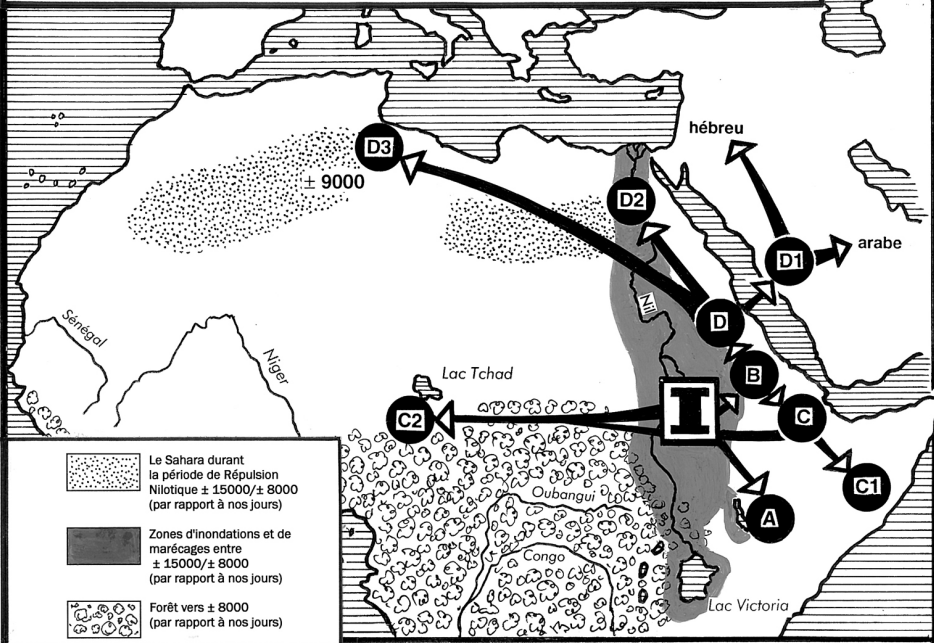 hébreu
D3
± 9000
D2
arabe
D1
Nil
D
Sénégal
Niger
Lac Tchad
B
I
C2
C
C1
A
Oubangui
Congo
Lac Victoria
Le Sahara durant
la période de Répulsion
Nilotique ± 15000/± 8000
(par rapport à nos jours)
Zones d'inondations et de
marécages entre
± 15000/± 8000
(par rapport à nos jours)
Forêt vers ± 8000
(par rapport à nos jours)